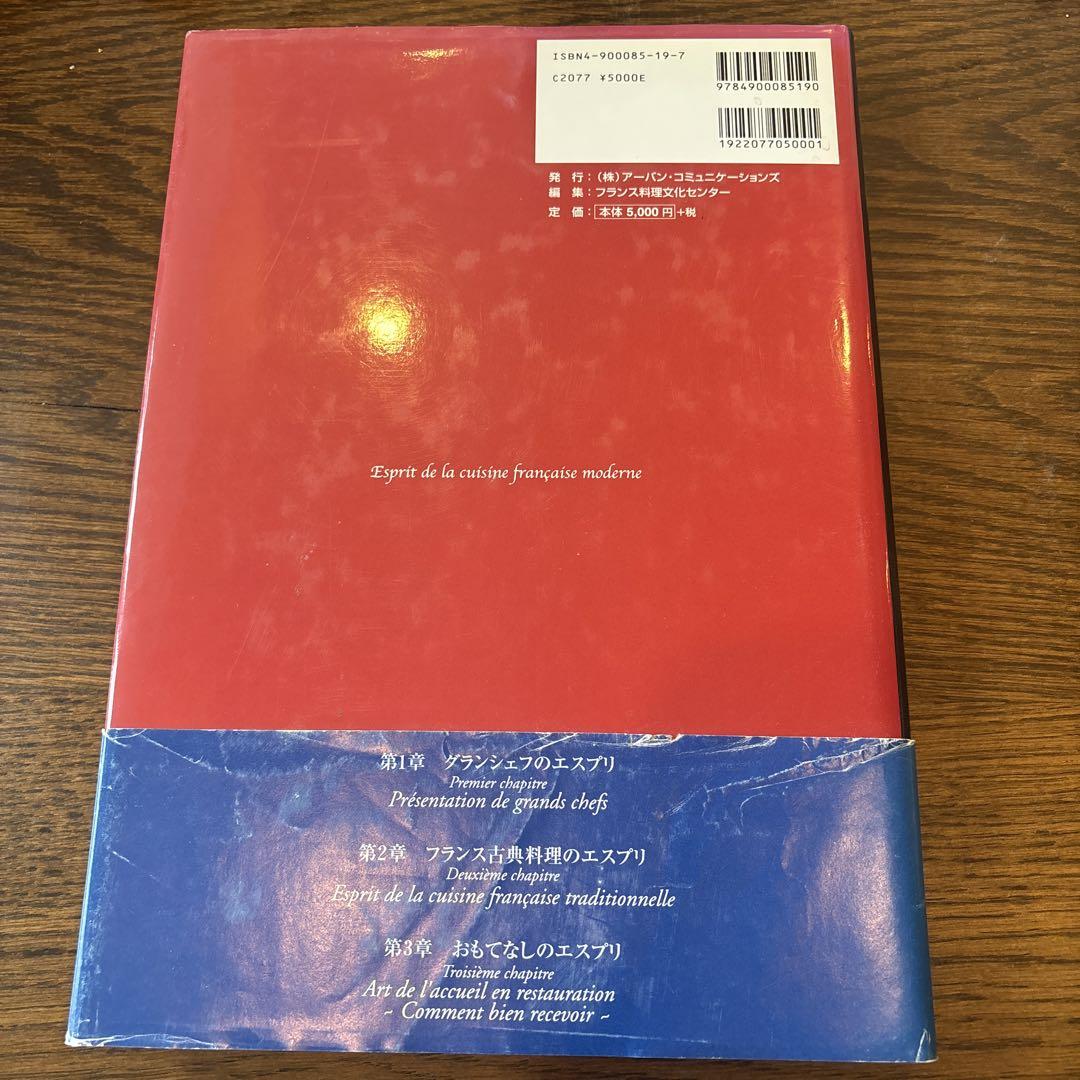 ISBN4-900085-19-7
C2077 ¥5000E
9784900085190
1922077050001
発 行：（株）アーバン・コミュニケーションズ
編 集：フランス料理文化センター
定 価：本体 5,000 円+税
Esprit de la cuisine française moderne
第1章 グランシェフのエスプリ
Premier chapitre
Présentation de grands chefs
第2章 フランス古典料理のエスプリ
Deuxième chapitre
Esprit de la cuisine française traditionnelle
第3章 おもてなしのエスプリ
Troisième chapitre
Art de l'accueil en restauration
~ Comment bien recevoir ~